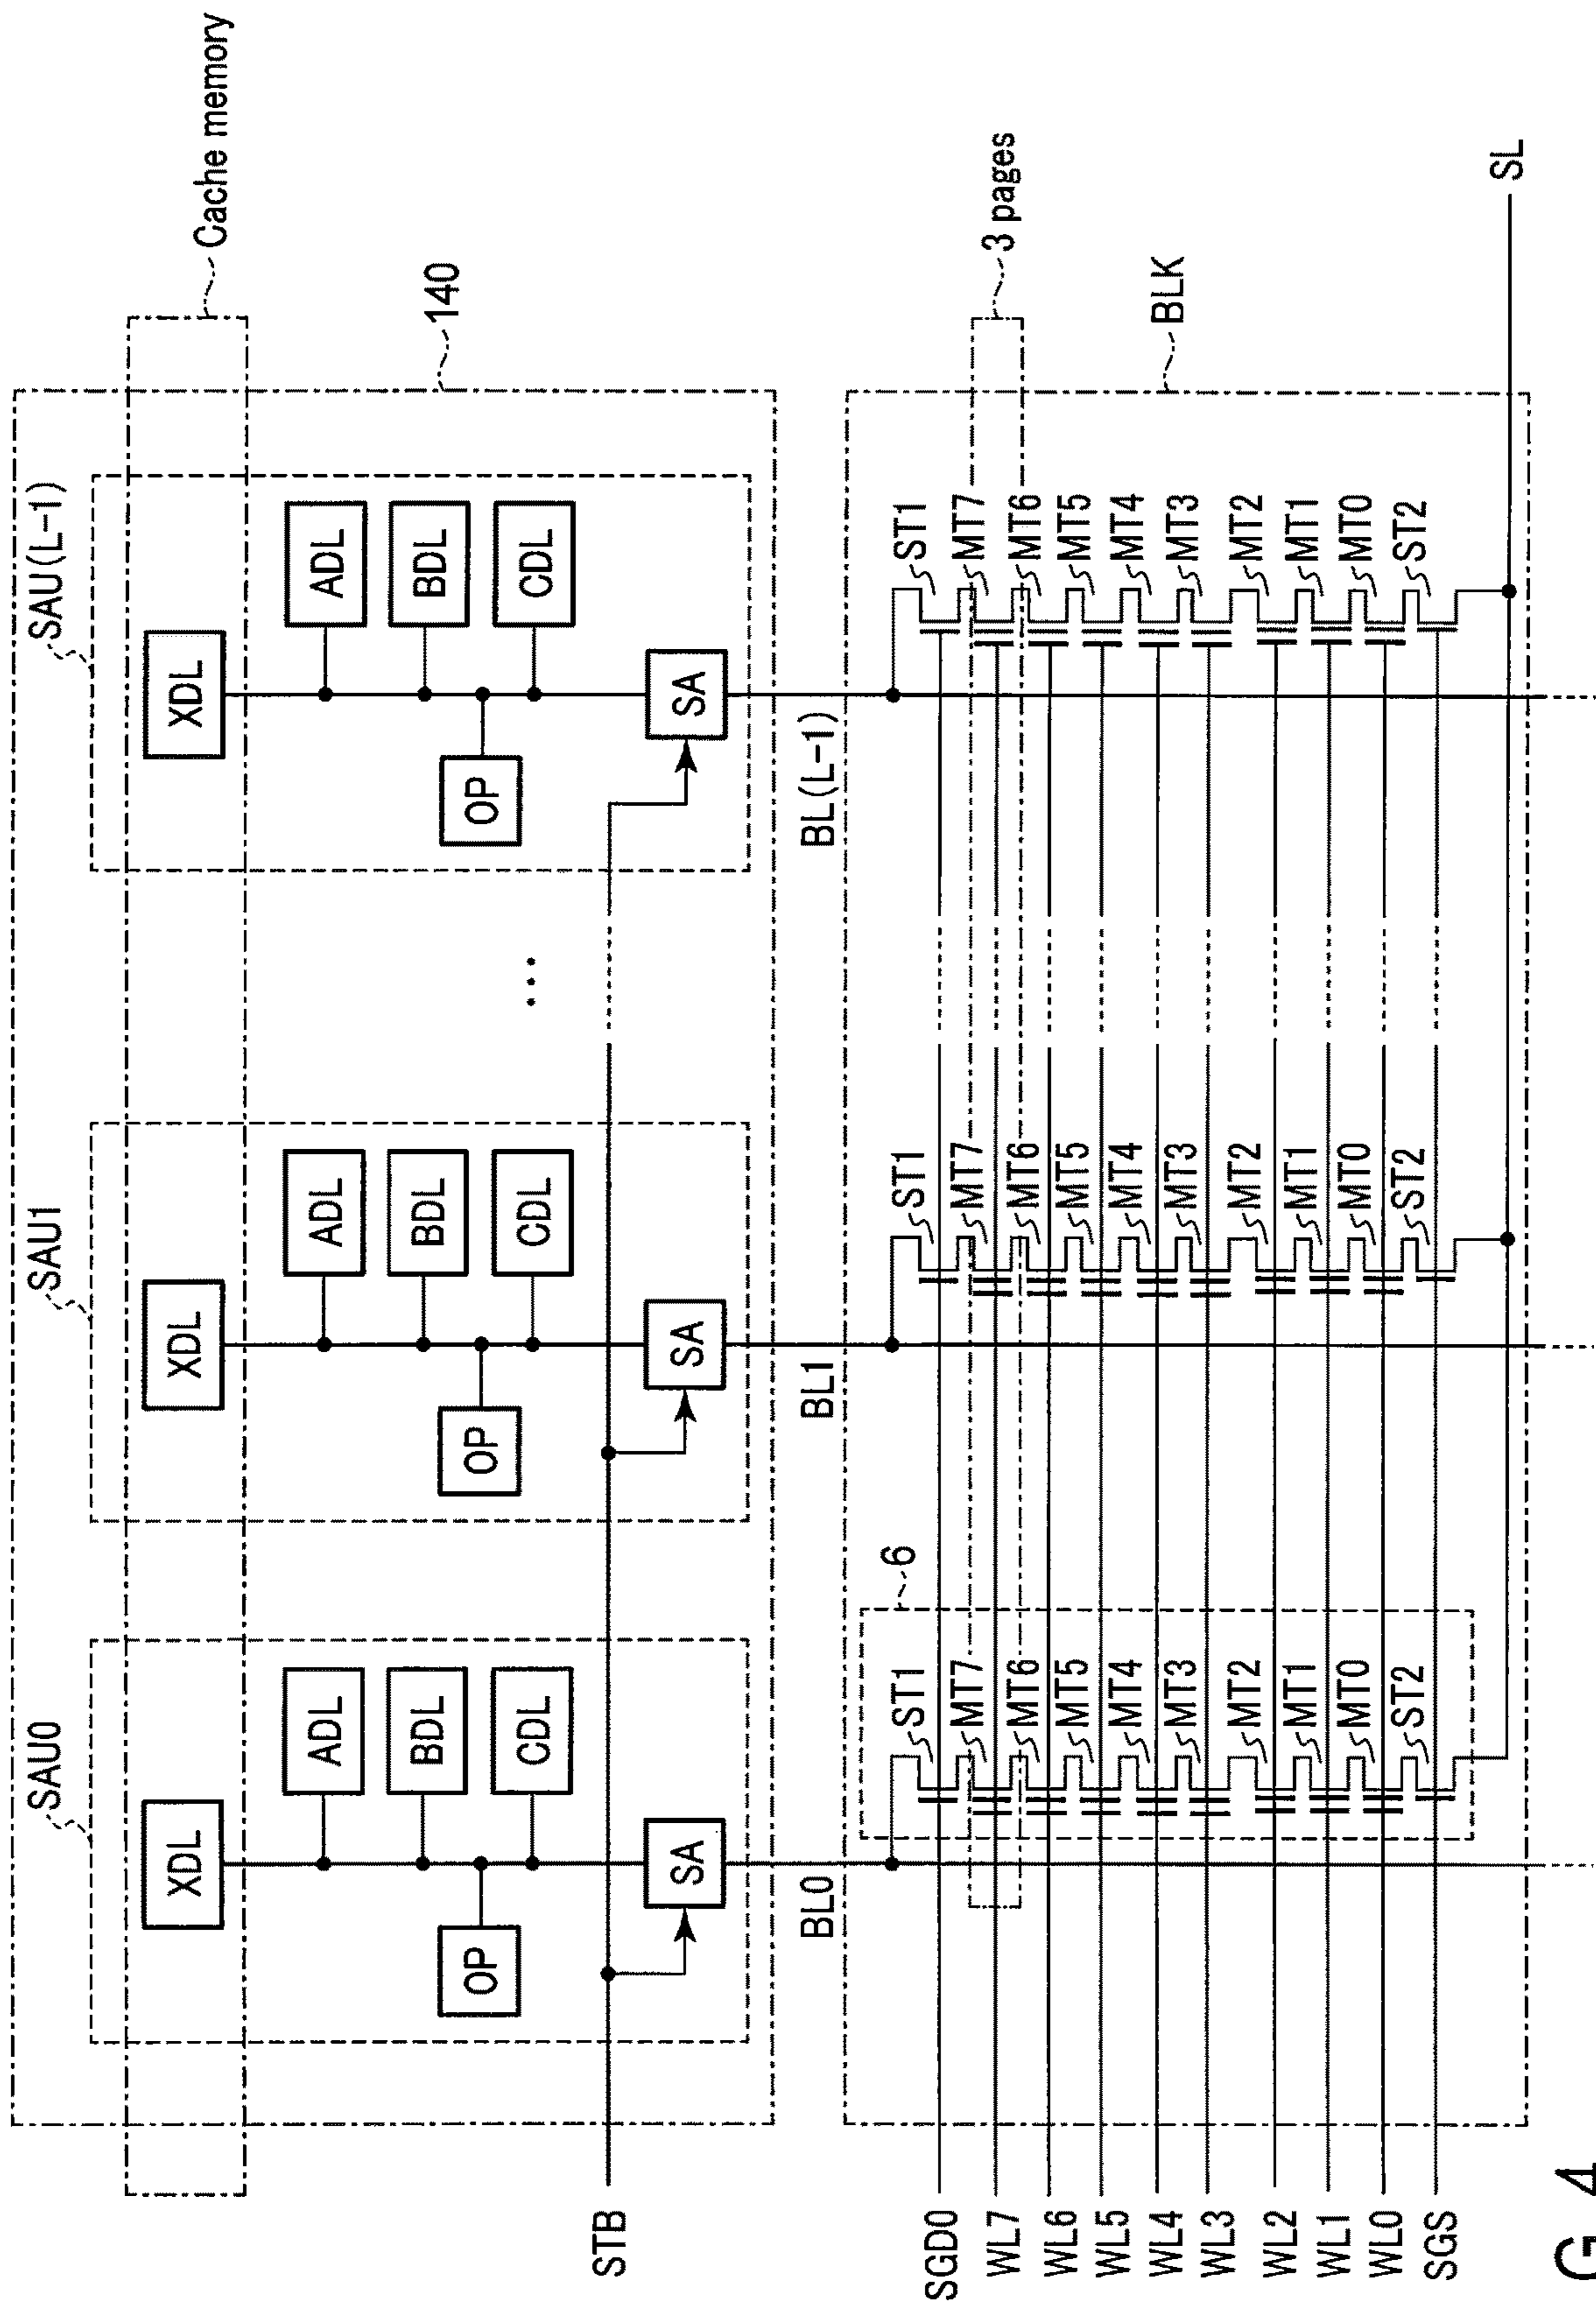 SAU0
SAU1
SAU(L-1)
XDL
XDL
XDL
Cache memory
ADL
ADL
ADL
BDL
BDL
BDL
140
OP
OP
OP
CDL
CDL
CDL
...
STB
SA
SA
SA
BL0
BL1
BL(L-1)
6
SGD0
WL7
WL6
WL5
WL4
WL3
WL2
WL1
WL0
SGS
ST1
MT7
MT6
MT5
MT4
MT3
MT2
MT1
MT0
ST2
ST1
MT7
MT6
MT5
MT4
MT3
MT2
MT1
MT0
ST2
ST1
MT7
MT6
MT5
MT4
MT3
MT2
MT1
MT0
ST2
3 pages
BLK
SL
G 4